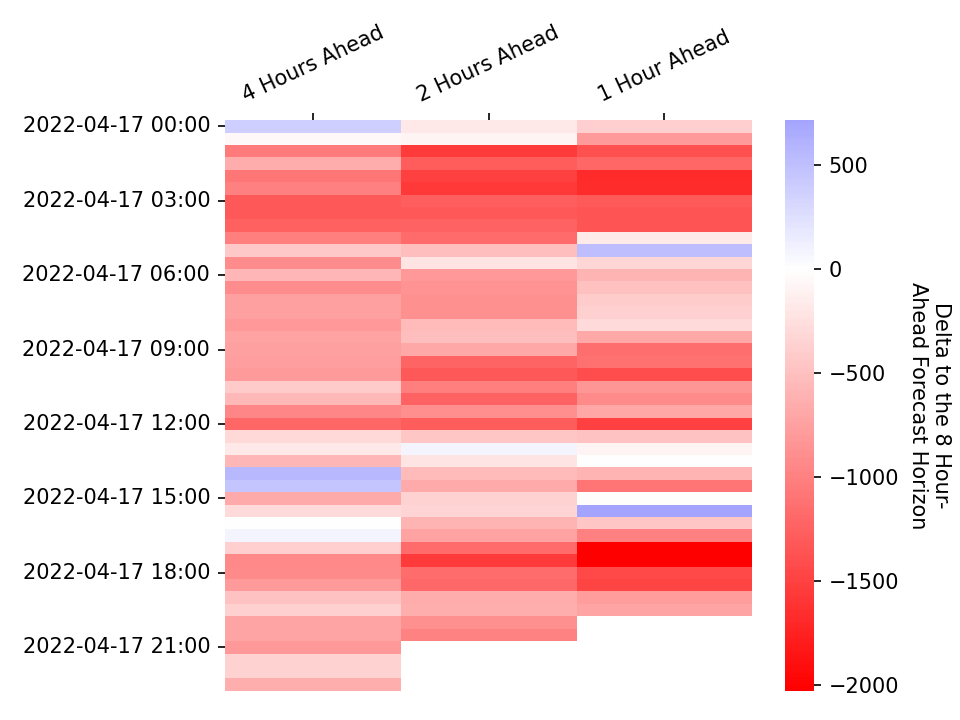 4 Hours Ahead
2 Hours Ahead
1 Hour Ahead
2022-04-17 00:00
2022-04-17 03:00
2022-04-17 06:00
2022-04-17 09:00
2022-04-17 12:00
2022-04-17 15:00
2022-04-17 18:00
2022-04-17 21:00
500
0
−500
−1000
−1500
−2000
Delta to the 8 Hour-
Ahead Forecast Horizon